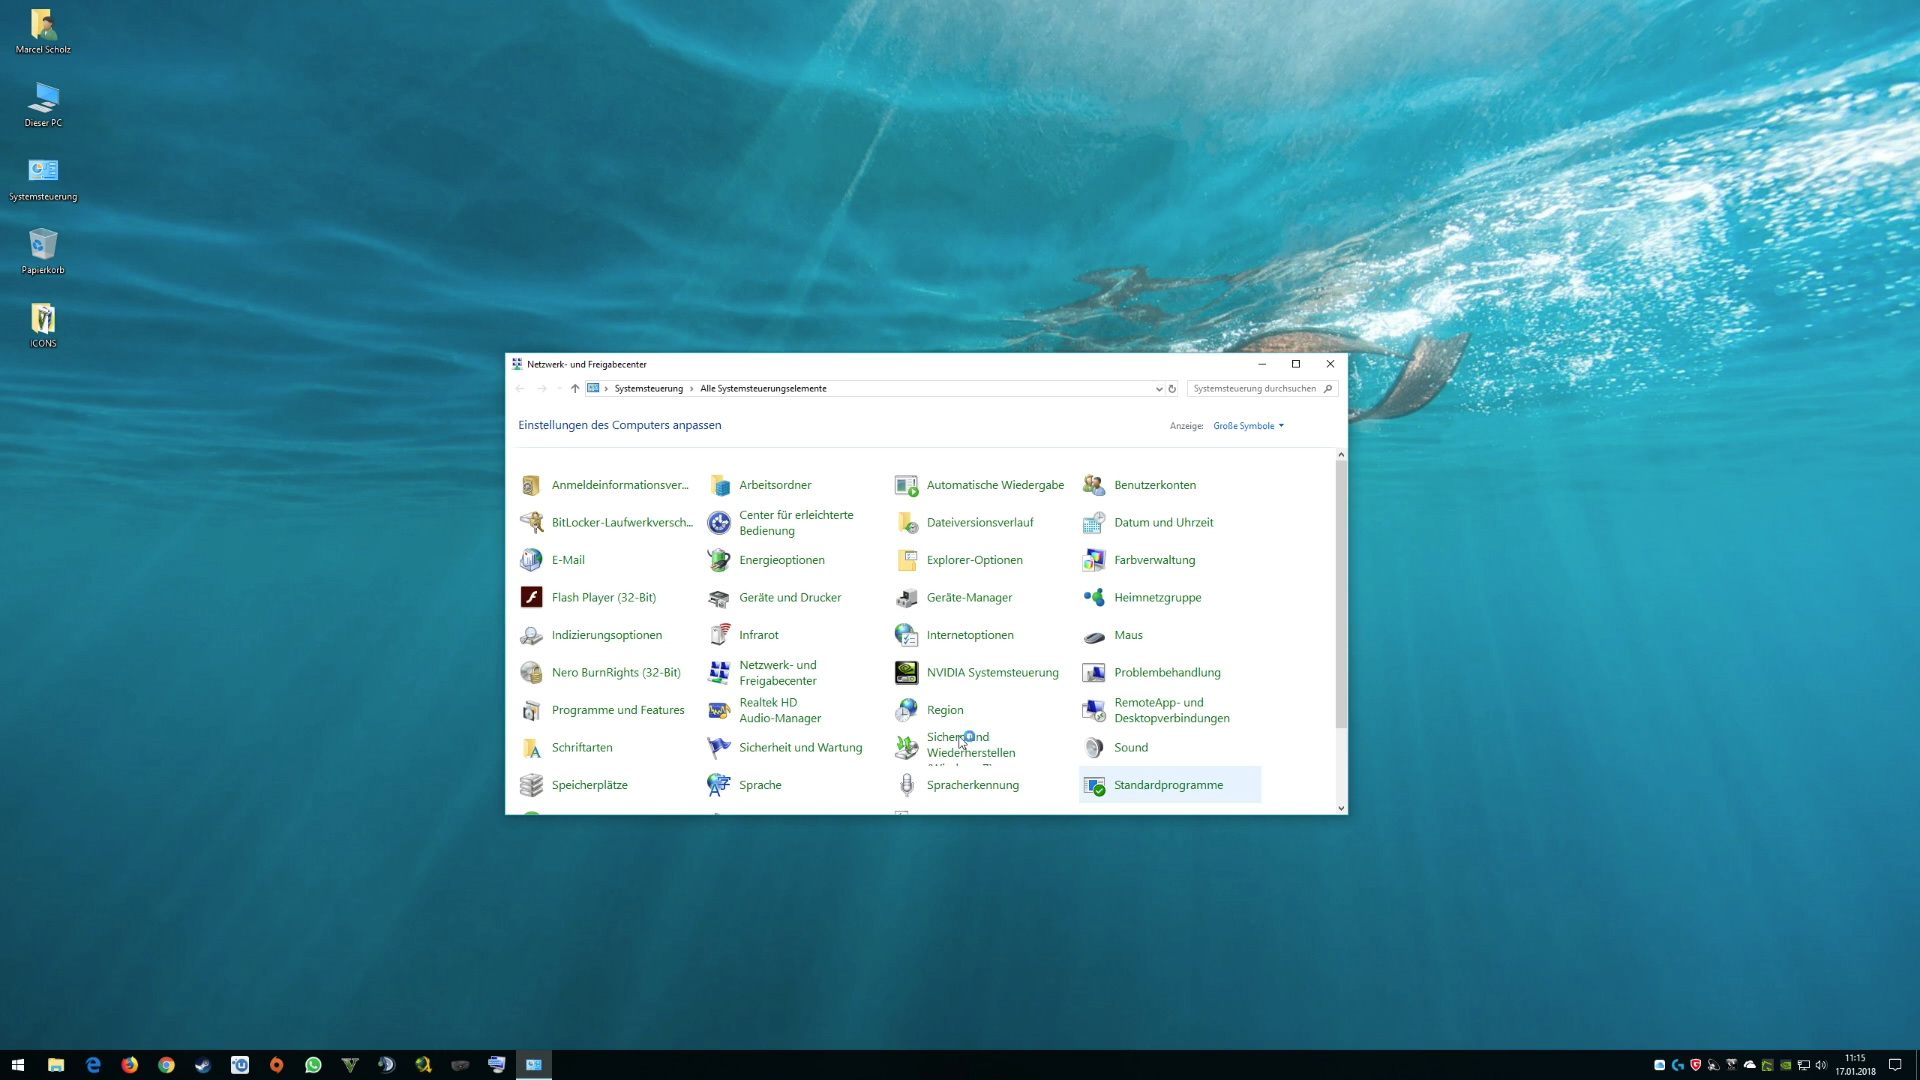 Marcel Scholz
Dieser PC
Systemsteuerung
Papierkorb
ICONS
Netzwerk- und Freigabecenter
Systemsteuerung
Alle Systemsteuerungselemente
Systemsteuerung durchsuchen
Einstellungen des Computers anpassen
Anzeige:
Große Symbole
Anmeldeinformationsver...
Arbeitsordner
Automatische Wiedergabe
Benutzerkonten
BitLocker-Laufwerkversch...
Center für erleichterte
Bedienung
Dateiversionsverlauf
Datum und Uhrzeit
E-Mail
Energieoptionen
Explorer-Optionen
Farbverwaltung
Flash Player (32-Bit)
Geräte und Drucker
Geräte-Manager
Heimnetzgruppe
Indizierungsoptionen
Infrarot
Internetoptionen
Maus
Nero BurnRights (32-Bit)
Netzwerk- und
Freigabecenter
NVIDIA Systemsteuerung
Problembehandlung
Programme und Features
Realtek HD
Audio-Manager
Region
RemoteApp- und
Desktopverbindungen
Schriftarten
Sicherheit und Wartung
und
Wiederherstellen
Sound
Speicherplätze
Sprache
Spracherkennung
Standardprogramme
11:15
17.01.2018